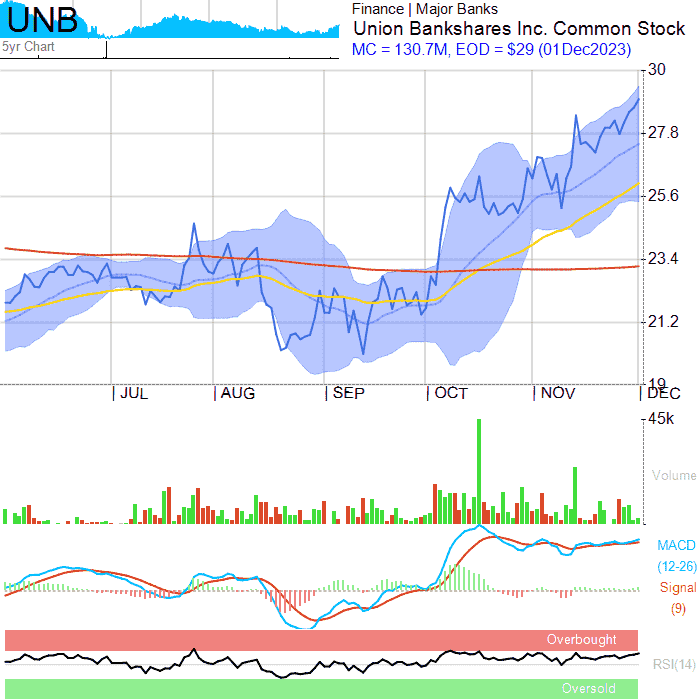 UNB
5yr Chart
Finance | Major Banks
Union Bankshares Inc. Common Stock
MC = 130.7M, EOD = $29 (01Dec2023)
30
27.8
25.6
23.4
21.2
19
JUL
AUG
SEP
OCT
NOV
DEC
45k
Volume
MACD
(12-26)
Signal
(9)
Overbought
RSI(14)
Oversold